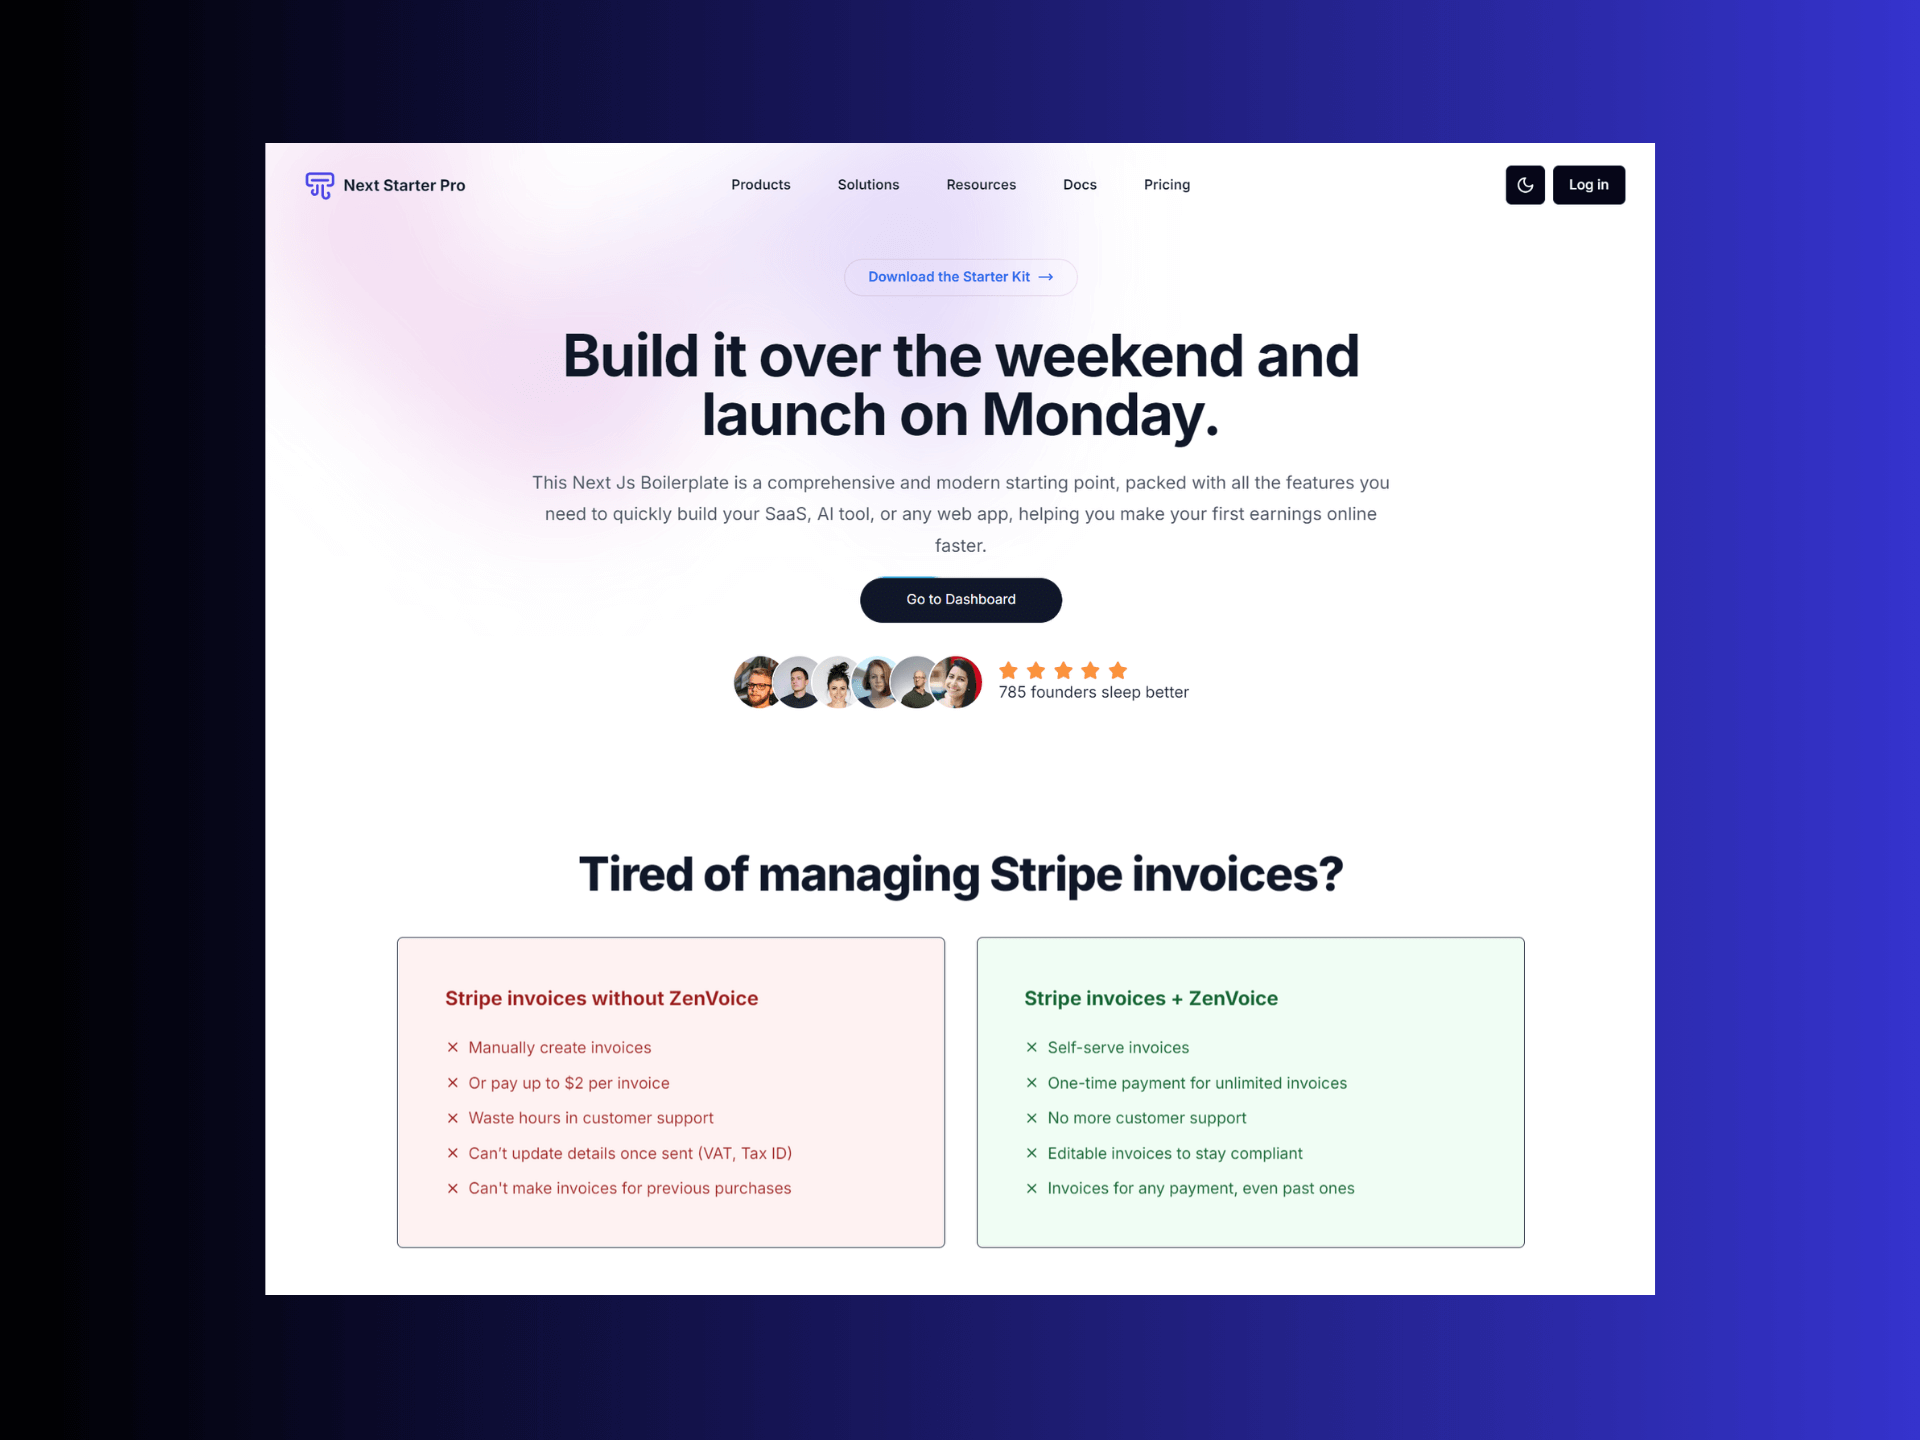 Next Starter Pro
Products
Solutions
Resources
Docs
Pricing
Log in
Download the Starter Kit →
Build it over the weekend and
launch on Monday.
This Next Js Boilerplate is a comprehensive and modern starting point, packed with all the features you
need to quickly build your SaaS, AI tool, or any web app, helping you make your first earnings online
faster.
Go to Dashboard
785 founders sleep better
Tired of managing Stripe invoices?
Stripe invoices without ZenVoice
Manually create invoices
Or pay up to $2 per invoice
Waste hours in customer support
Can’t update details once sent (VAT, Tax ID)
Can't make invoices for previous purchases
Stripe invoices + ZenVoice
Self-serve invoices
One-time payment for unlimited invoices
No more customer support
Editable invoices to stay compliant
Invoices for any payment, even past ones